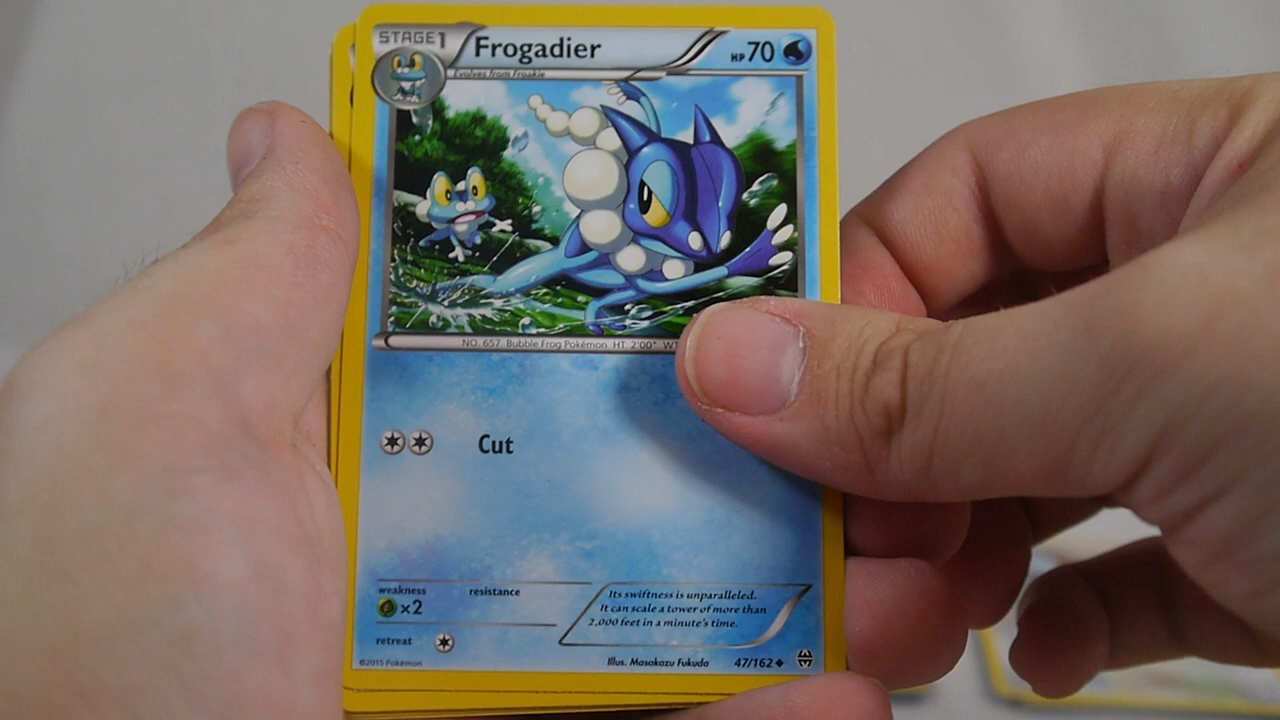 STAGE1
Frogadier
HP70
Evolves from Froakie
NO. 657 Bubble Frog Pokémon HT. 2'00" WT
Cut
weakness
resistance
×2
retreat
Its swiftness is unparalleled.
It can scale a tower of more than
2,000 feet in a minute's time.
©2015 Pokémon
Illus. Masakazu Fukuda
47/162